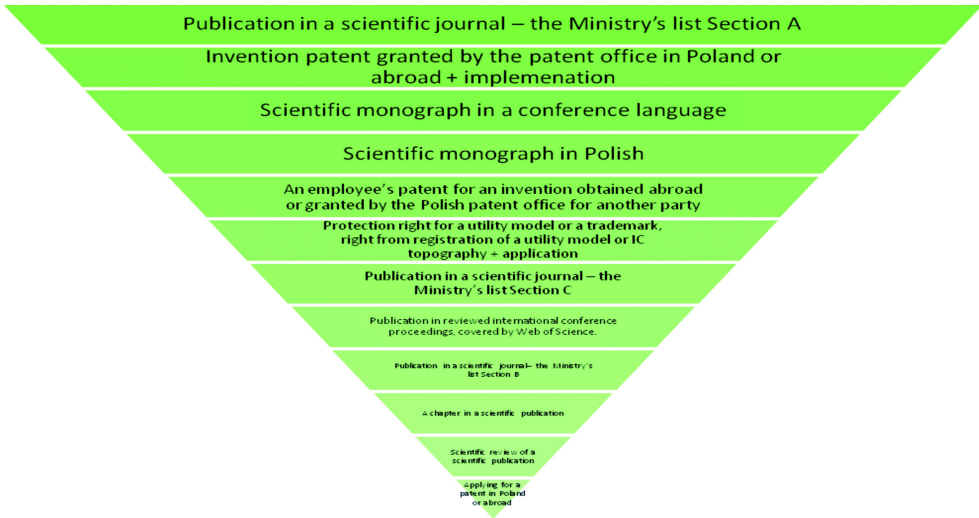 Publication in a scientific journal – the Ministry's list Section A
Invention patent granted by the patent office in Poland or
abroad + implemenation
Scientific monograph in a conference language
Scientific monograph in Polish
An employee's patent for an invention obtained abroad
or granted by the Polish patent office for another party
Protection right for a utility model or a trademark,
right from registration of a utility model or IC
topography + application
Publication in a scientific journal – the
Ministry's list Section C
Publication in reviewed international conference
proceedings, covered by Web of Science.
Publication in a scientific journal– the Ministry's
list Section B
A chapter in a scientific publication
Scientific review of a
scientific publication
Applying for a
patent in Poland
or abroad